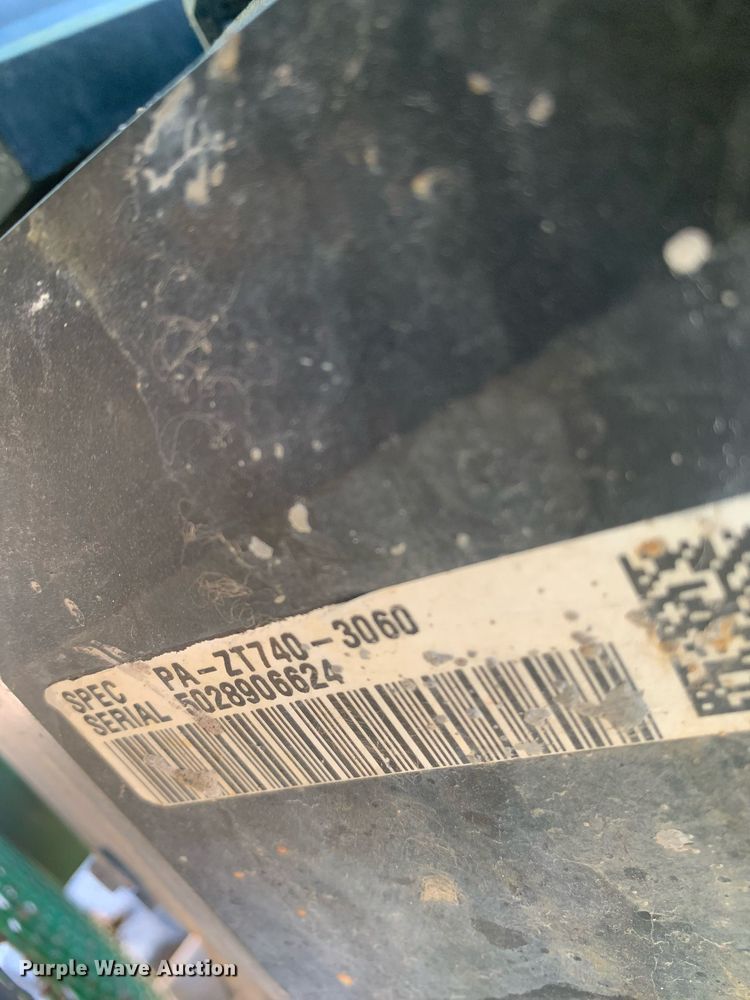 SPEC PA-ZT740-3060
SERIAL 5028906624
Purple Wave Auction